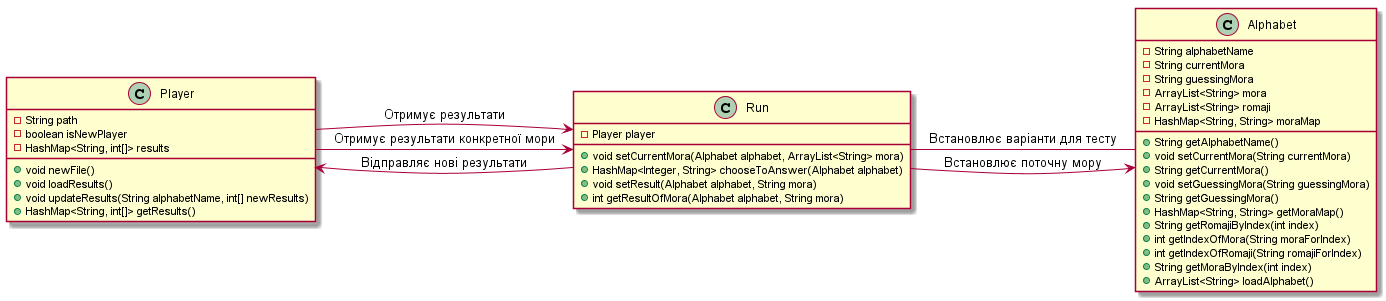 Player
String path
boolean isNewPlayer
HashMap<String, int[]> results
void newFile()
void loadResults()
void updateResults(String alphabetName, int[] newResults)
HashMap<String, int[]> getResults()
Отримує результати
Отримує результати конкретної мори
Відправляє нові результати
Run
Player player
void setCurrentMora(Alphabet alphabet, ArrayList<String> mora)
HashMap<Integer, String> chooseToAnswer(Alphabet alphabet)
void setResult(Alphabet alphabet, String mora)
int getResultOfMora(Alphabet alphabet, String mora)
Встановлює варіанти для тесту
Встановлює поточну мору
Alphabet
String alphabetName
String currentMora
String guessingMora
ArrayList<String> mora
ArrayList<String> romaji
HashMap<String, String> moraMap
String getAlphabetName()
void setCurrentMora(String currentMora)
String getCurrentMora()
void setGuessingMora(String guessingMora)
String getGuessingMora()
HashMap<String, String> getMoraMap()
String getRomajiByIndex(int index)
int getIndexOfMora(String moraForIndex)
int getIndexOfRomaji(String romajiForIndex)
String getMoraByIndex(int index)
ArrayList<String> loadAlphabet()